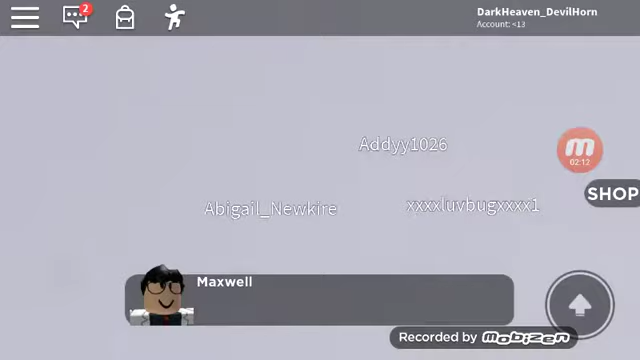 2
DarkHeaven_DevilHorn
Account: <13
Addyy1026
02:12
SHOP
Abigail_Newkire
xxxxluvbugxxxx1
Maxwell
Recorded by Mobizen